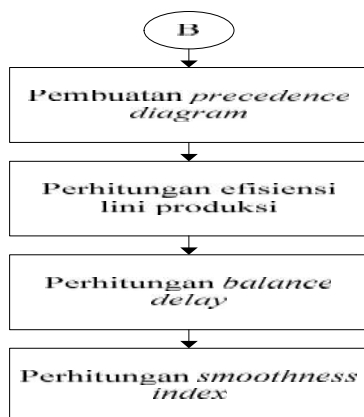 B
Pembuatan precedence
diagram
Perhitungan efisiensi
lini produksi
Perhitungan balance
delay
Perhitungan smoothness
index